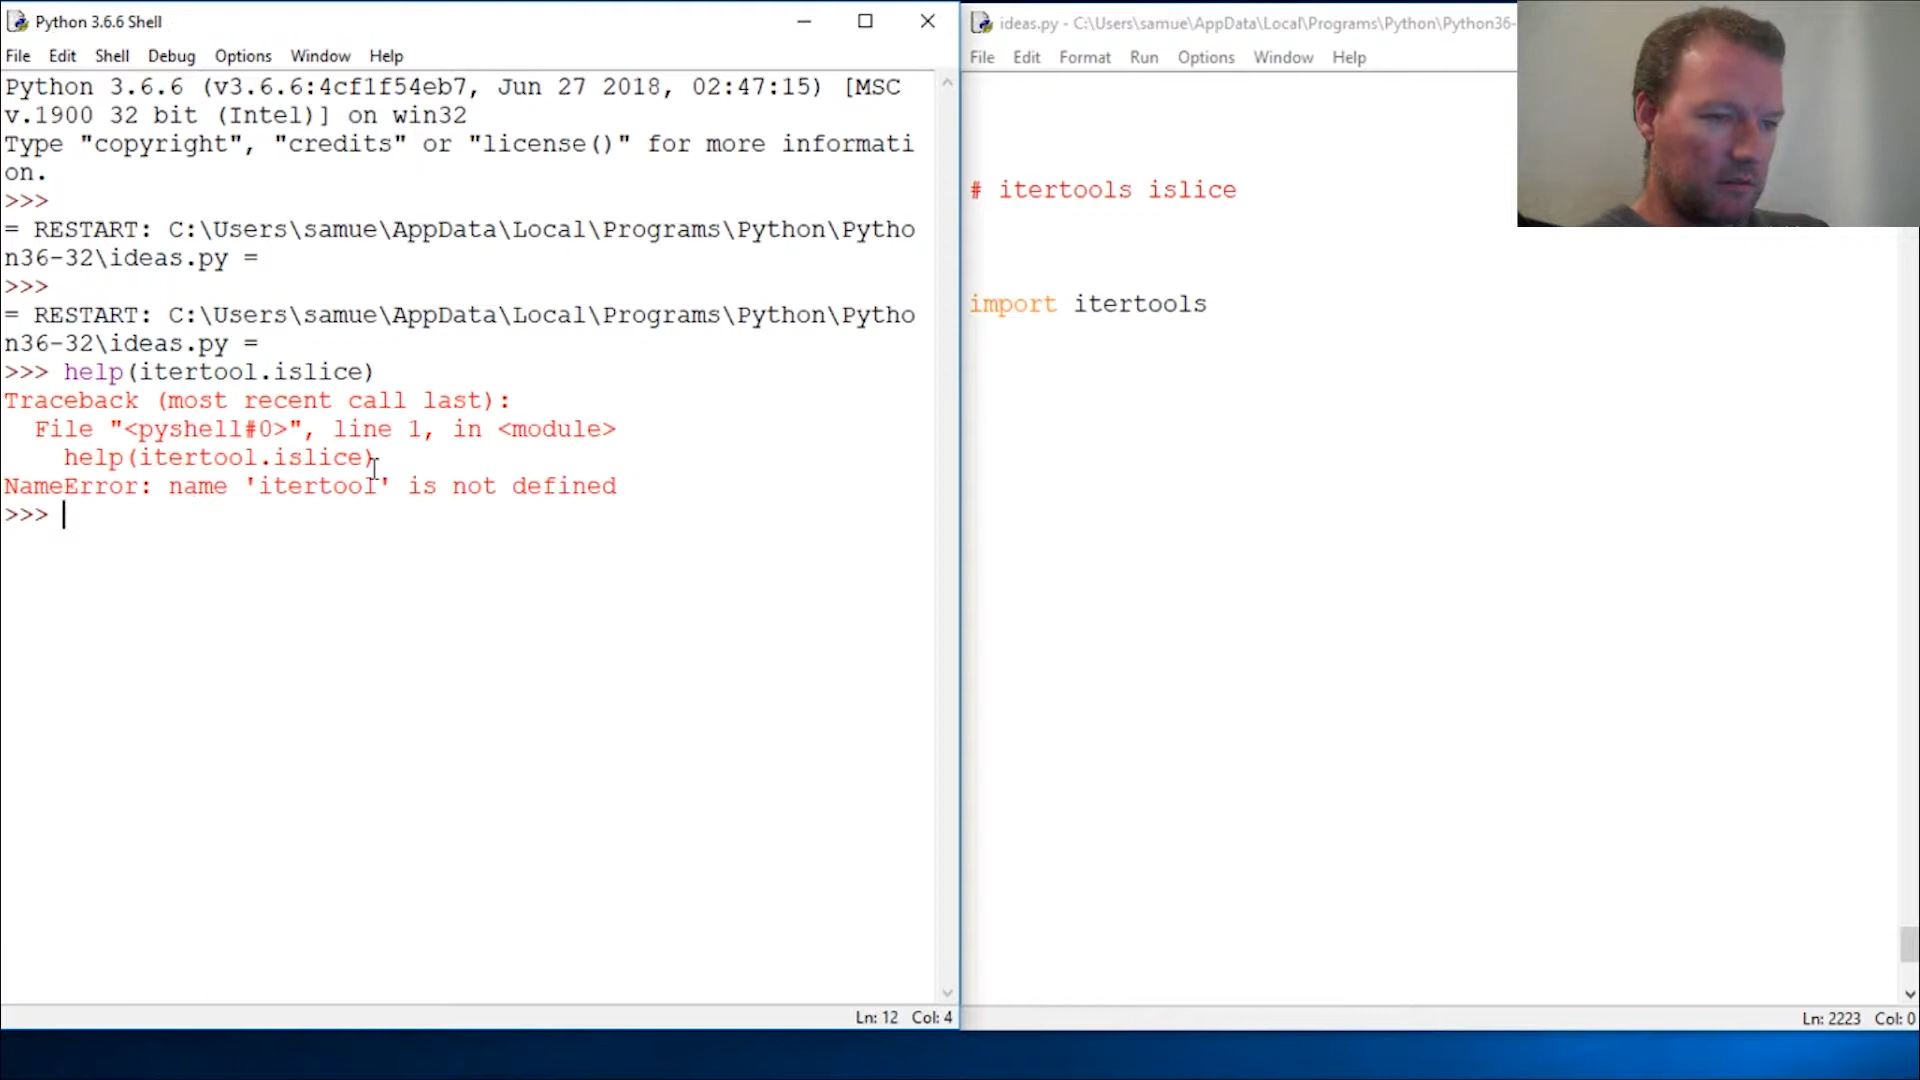 Python 3.6.6 Shell
File Edit Shell Debug Options Window Help
Python 3.6.6 (v3.6.6:4cf1f54eb7, Jun 27 2018, 02:47:15) [MSC
v.1900 32 bit (Intel)] on win32
Type "copyright", "credits" or "license()" for more informati
on.
>>>
= RESTART: C:\Users\samue\AppData\Local\Programs\Python\Pytho
n36-32\ideas.py =
>>>
= RESTART: C:\Users\samue\AppData\Local\Programs\Python\Pytho
n36-32\ideas.py =
>>> help(itertool.islice)
Traceback (most recent call last):
File "<pyshell#0>", line 1, in <module>
help(itertool.islice)
NameError: name 'itertool' is not defined
>>>
Ln: 12 Col: 4
ideas.py - C:\Users\samue\AppData\Local\Programs\Python\Python36-
File Edit Format Run Options Window Help
# itertools islice
import itertools
Ln: 2223 Col: 0